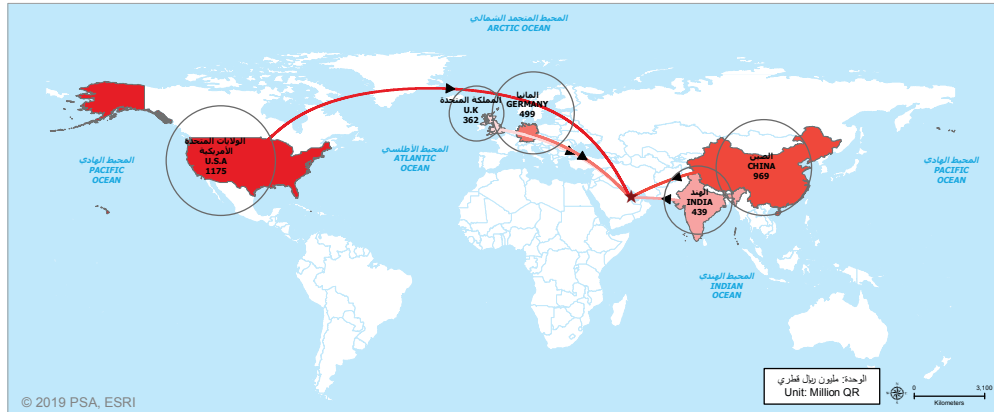 المحيط المتجمد الشمالي
ARCTIC OCEAN
المملكة المتحدة
U.K
362
المانيا
GERMANY
499
الولايات المتحدة
الأمريكية
U.S.A
1175
المحيط الهادي
PACIFIC
OCEAN
المحيط الأطلسي
ATLANTIC
OCEAN
الصين
CHINA
969
المحيط الهادي
PACIFIC
OCEAN
الهند
INDIA
439
المحيط الهندي
INDIAN
OCEAN
الوحدة: مليون ريال قطري
Unit: Million QR
0 3,100
Kilometers
© 2019 PSA, ESRI